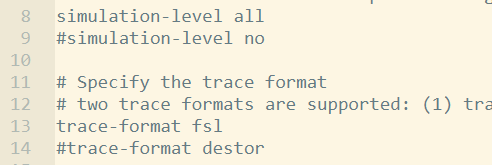 8 simulation-level all
9 #simulation-level no
10
11 # Specify the trace format
12 # two trace formats are supported: (1) tra
13 trace-format fsl
14 #trace-format destor